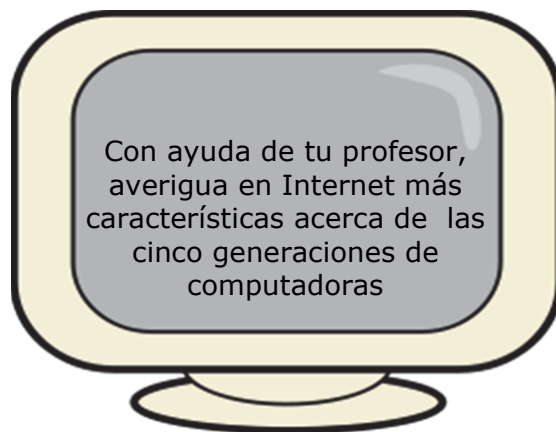 Con ayuda de tu profesor,
averigua en Internet más
características acerca de  las
cinco generaciones de
computadoras